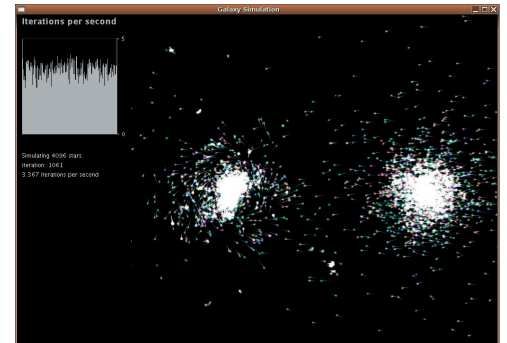 Galaxy Simulation
Iterations per second
5
0
Simulating 4096 stars
Iteration 1061
3.367 iterations per second